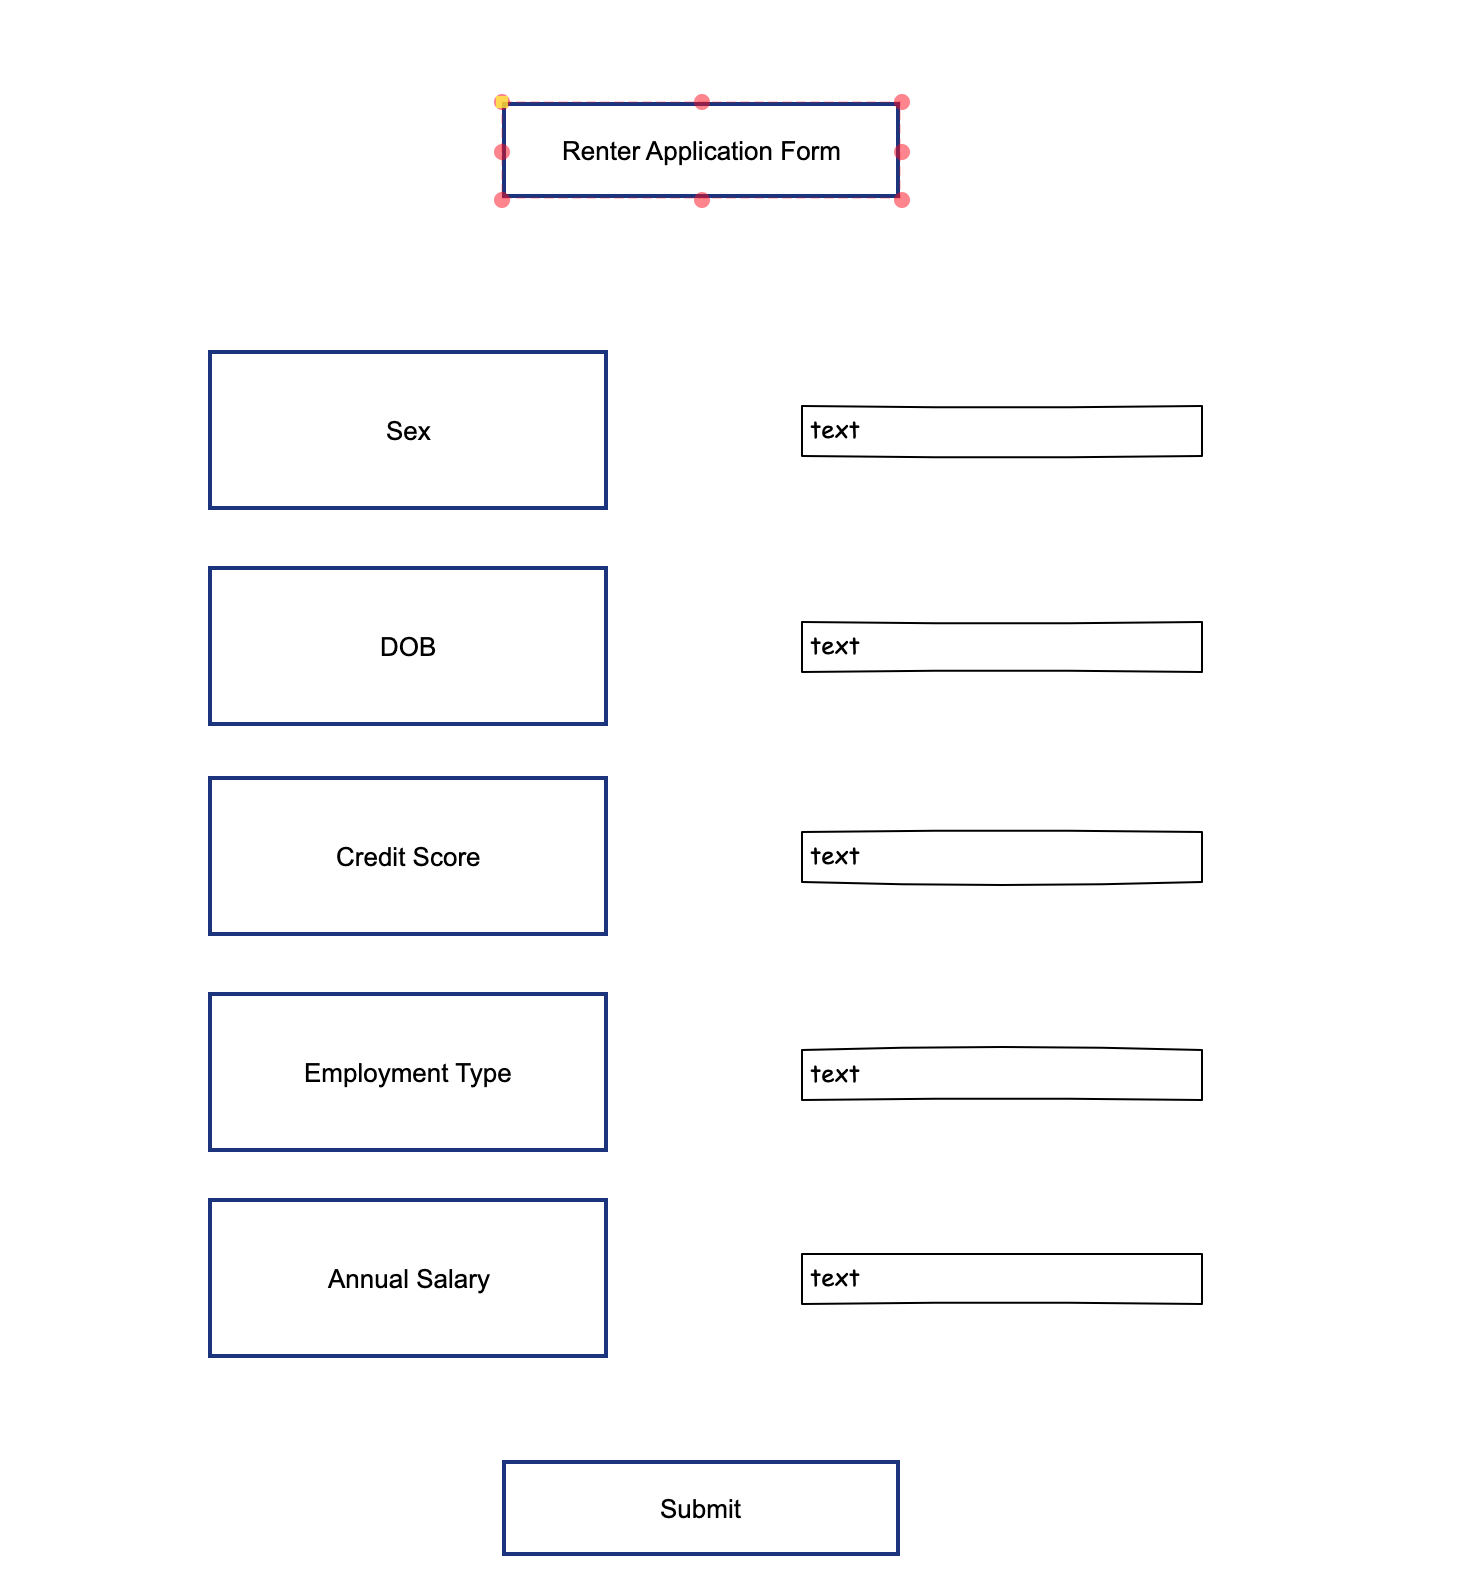 Renter Application Form
Sex
text
DOB
text
Credit Score
text
Employment Type
text
Annual Salary
text
Submit